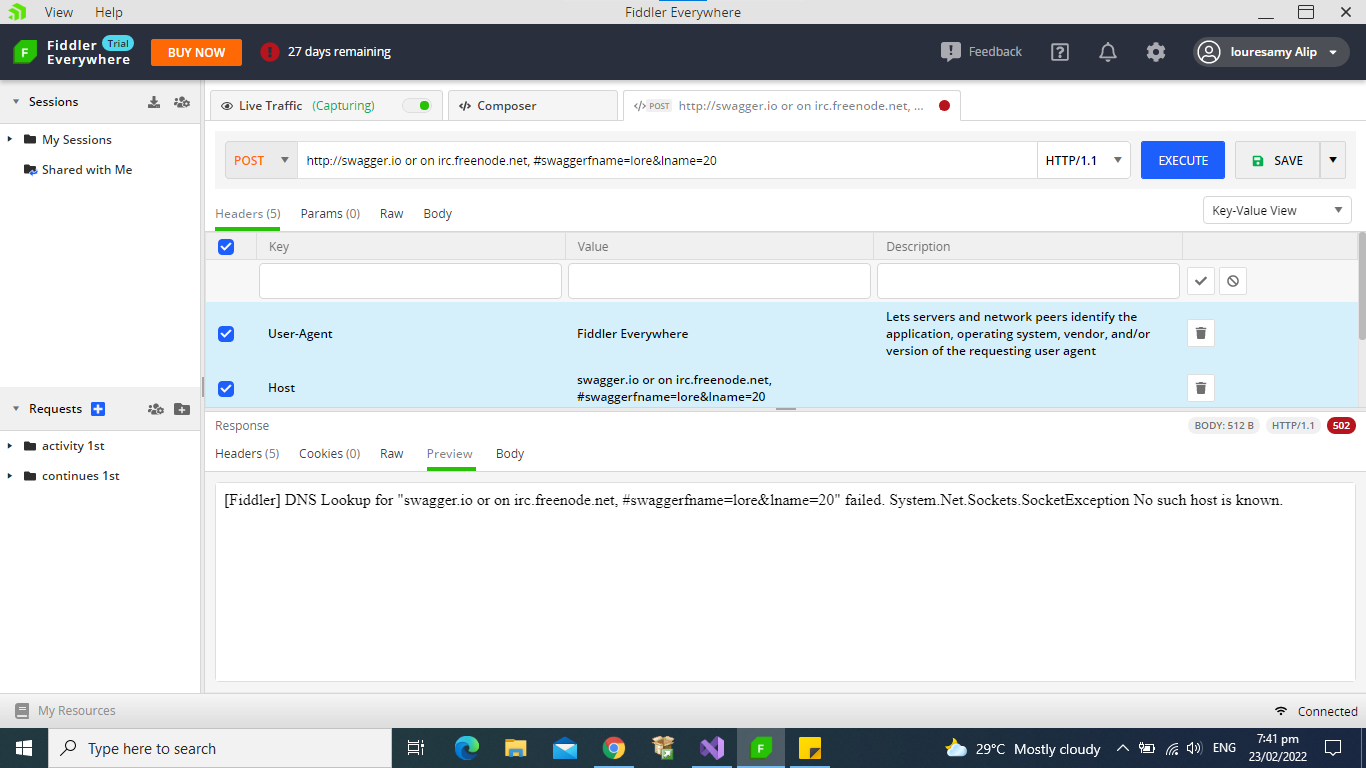 View Help Fiddler Everywhere
Fiddler Trial
Everywhere
BUY NOW
27 days remaining
Feedback
louresamy Alip
Sessions
My Sessions
Shared with Me
Requests
activity 1st
continues 1st
Live Traffic (Capturing)
Composer
POST http://swagger.io or on irc.freenode.net, ...
POST http://swagger.io or on irc.freenode.net, #swaggerfname=lore&lname=20 HTTP/1.1 EXECUTE SAVE
Headers (5) Params (0) Raw Body Key-Value View
Key Value Description
User-Agent Fiddler Everywhere
Lets servers and network peers identify the
application, operating system, vendor, and/or
version of the requesting user agent
Host
swagger.io or on irc.freenode.net,
#swaggerfname=lore&lname=20
Response BODY: 512 B HTTP/1.1 502
Headers (5) Cookies (0) Raw Preview Body
[Fiddler] DNS Lookup for "swagger.io or on irc.freenode.net, #swaggerfname=lore&lname=20" failed. System.Net.Sockets.SocketException No such host is known.
My Resources Connected
Type here to search
29°C Mostly cloudy ENG
7:41 pm
23/02/2022